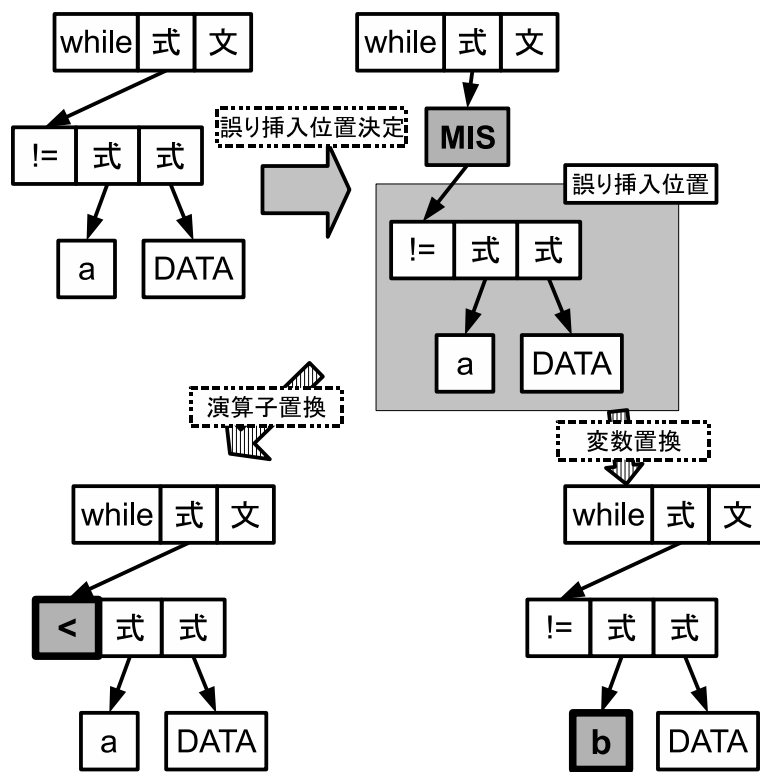 while 式 文
!= 式 式
a DATA
誤り挿入位置決定
while 式 文
MIS
誤り挿入位置
!= 式 式
a DATA
演算子置換
変数置換
while 式 文
< 式 式
a DATA
while 式 文
!= 式 式
b DATA